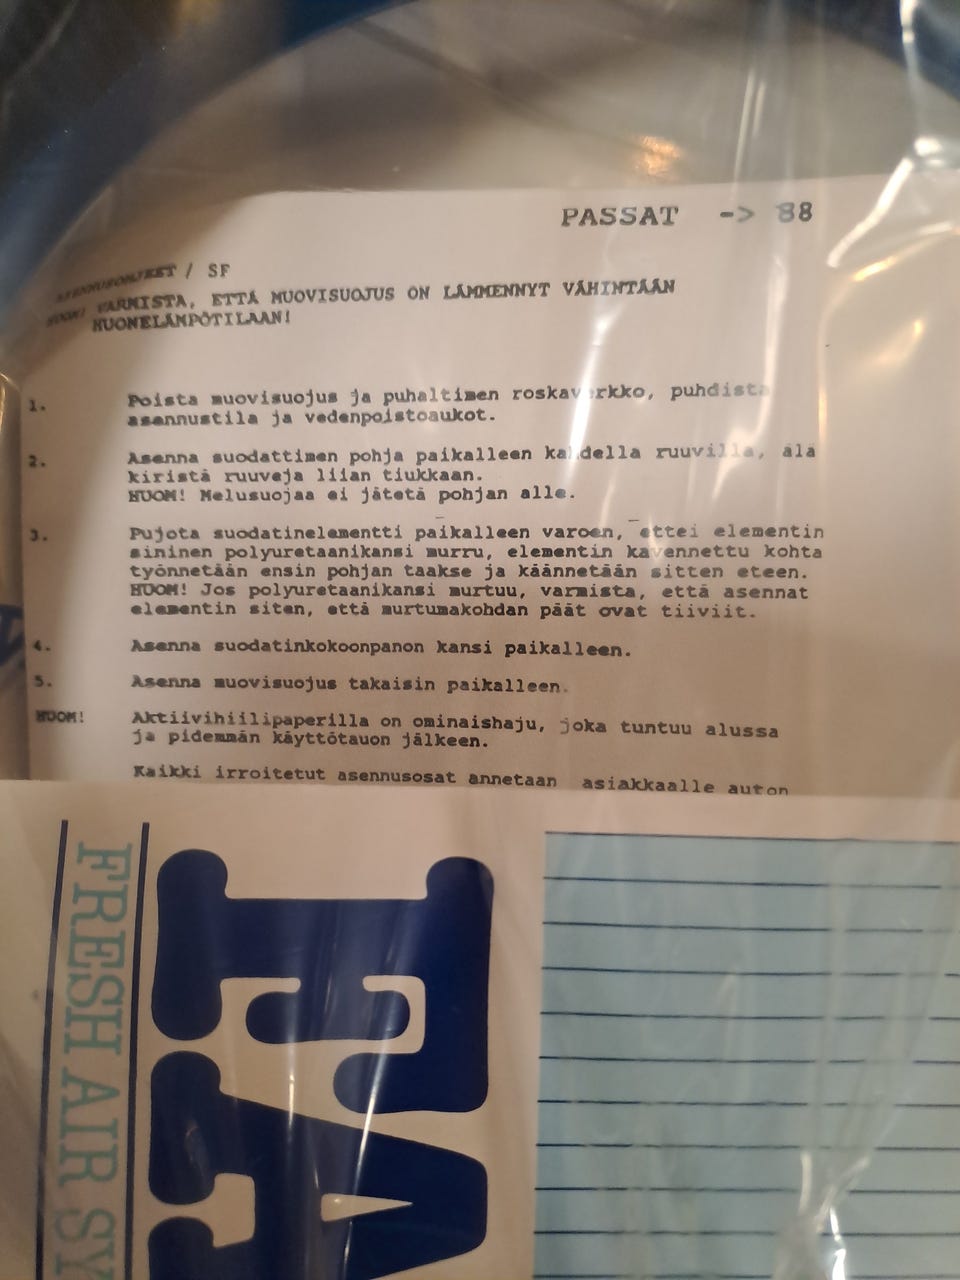 PASSAT -> 88
ASENNUSOHJEET / SF
HUOM! VARMISTA, ETTÄ MUOVISUOJUS ON LÄMMENNYT VÄHINTÄÄN
HUONELÄMPÖTILAAN!
1. Poista muovisuojus ja puhaltimen roskaverkko, puhdista
asennustila ja vedenpoistoaukot.
2. Asenna suodattimen pohja paikalleen kahdella ruuvilla, älä
kiristä ruuveja liian tiukkaan.
HUOM! Melusuojaa ei jätetä pohjan alle.
3. Pujota suodatinelementti paikalleen varoen, ettei elementin
sininen polyuretaanikansi murru, elementin kavennettu kohta
työnnetään ensin pohjan taakse ja käännetään sitten eteen.
HUOM! Jos polyuretaanikansi murtuu, varmista, että asennat
elementin siten, että murtumakohdan päät ovat tiiviit.
4. Asenna suodatinkokoonpanon kansi paikalleen.
5. Asenna muovisuojus takaisin paikalleen.
HUOM! Aktiivihiilipaperilla on ominaishaju, joka tuntuu alussa
ja pidemmän käyttötauon jälkeen.
Kaikki irroitetut asennusosat annetaan asiakkaalle auton
FRESH AIR SY
FA